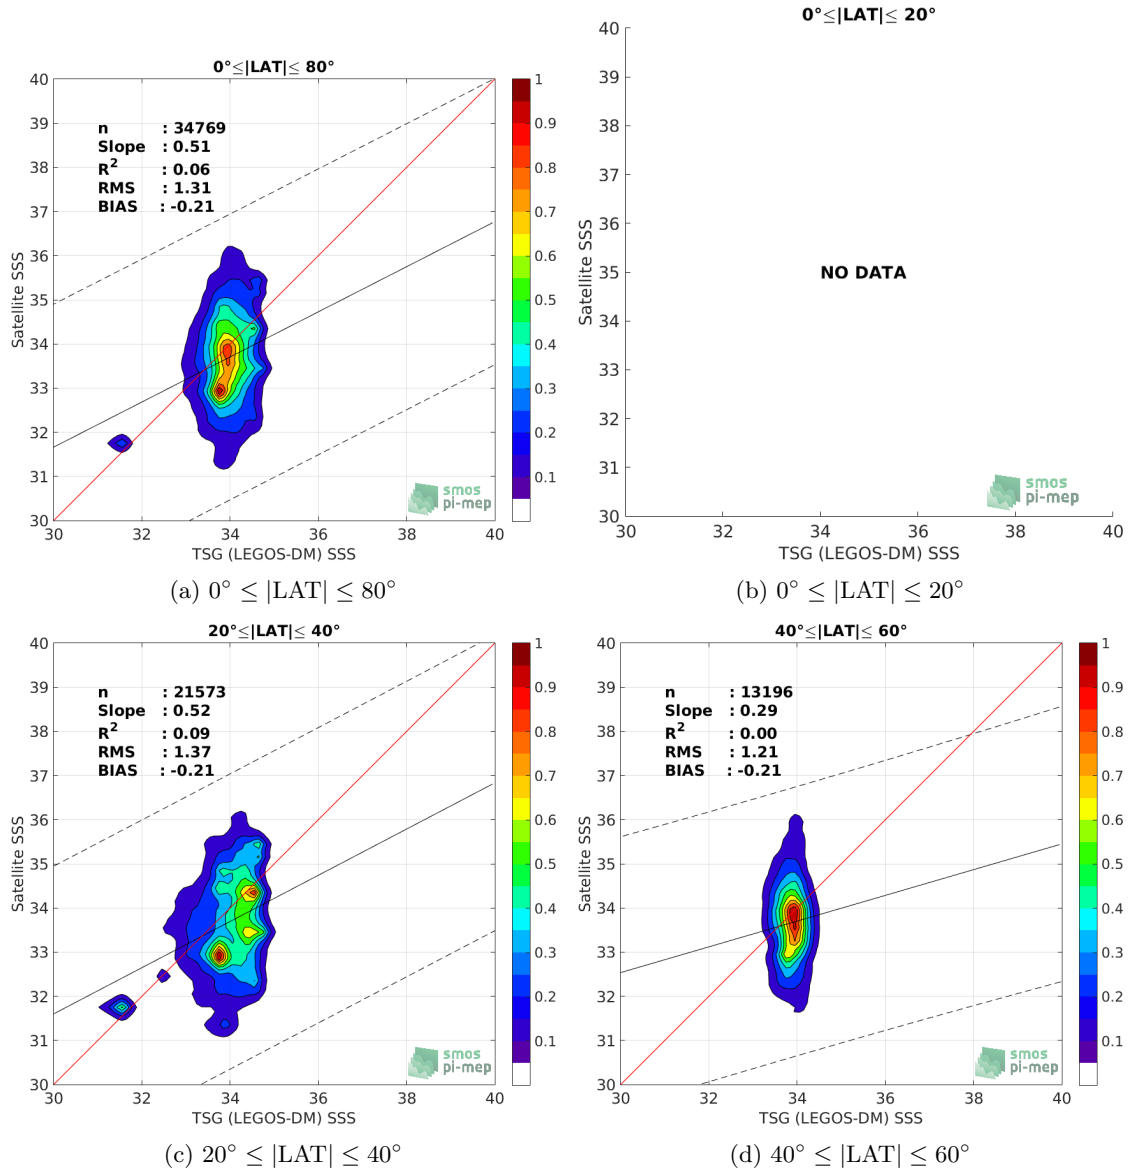 0°≤|LAT|≤ 80°
n : 34769
Slope : 0.51
R² : 0.06
RMS : 1.31
BIAS : -0.21
40
39
38
37
36
35
34
33
32
31
30
30 32 34 36 38 40
Satellite SSS
TSG (LEGOS-DM) SSS
1
0.9
0.8
0.7
0.6
0.5
0.4
0.3
0.2
0.1
smos
pi-mep
(a) 0° ≤ |LAT| ≤ 80°
0°≤|LAT|≤ 20°
40
39
38
37
36
35
34
33
32
31
30
30 32 34 36 38 40
Satellite SSS
NO DATA
TSG (LEGOS-DM) SSS
smos
pi-mep
(b) 0° ≤ |LAT| ≤ 20°
20°≤|LAT|≤ 40°
n : 21573
Slope : 0.52
R² : 0.09
RMS : 1.37
BIAS : -0.21
40
39
38
37
36
35
34
33
32
31
30
30 32 34 36 38 40
Satellite SSS
TSG (LEGOS-DM) SSS
1
0.9
0.8
0.7
0.6
0.5
0.4
0.3
0.2
0.1
smos
pi-mep
(c) 20° ≤ |LAT| ≤ 40°
40°≤|LAT|≤ 60°
n : 13196
Slope : 0.29
R² : 0.00
RMS : 1.21
BIAS : -0.21
40
39
38
37
36
35
34
33
32
31
30
30 32 34 36 38 40
Satellite SSS
TSG (LEGOS-DM) SSS
1
0.9
0.8
0.7
0.6
0.5
0.4
0.3
0.2
0.1
smos
pi-mep
(d) 40° ≤ |LAT| ≤ 60°